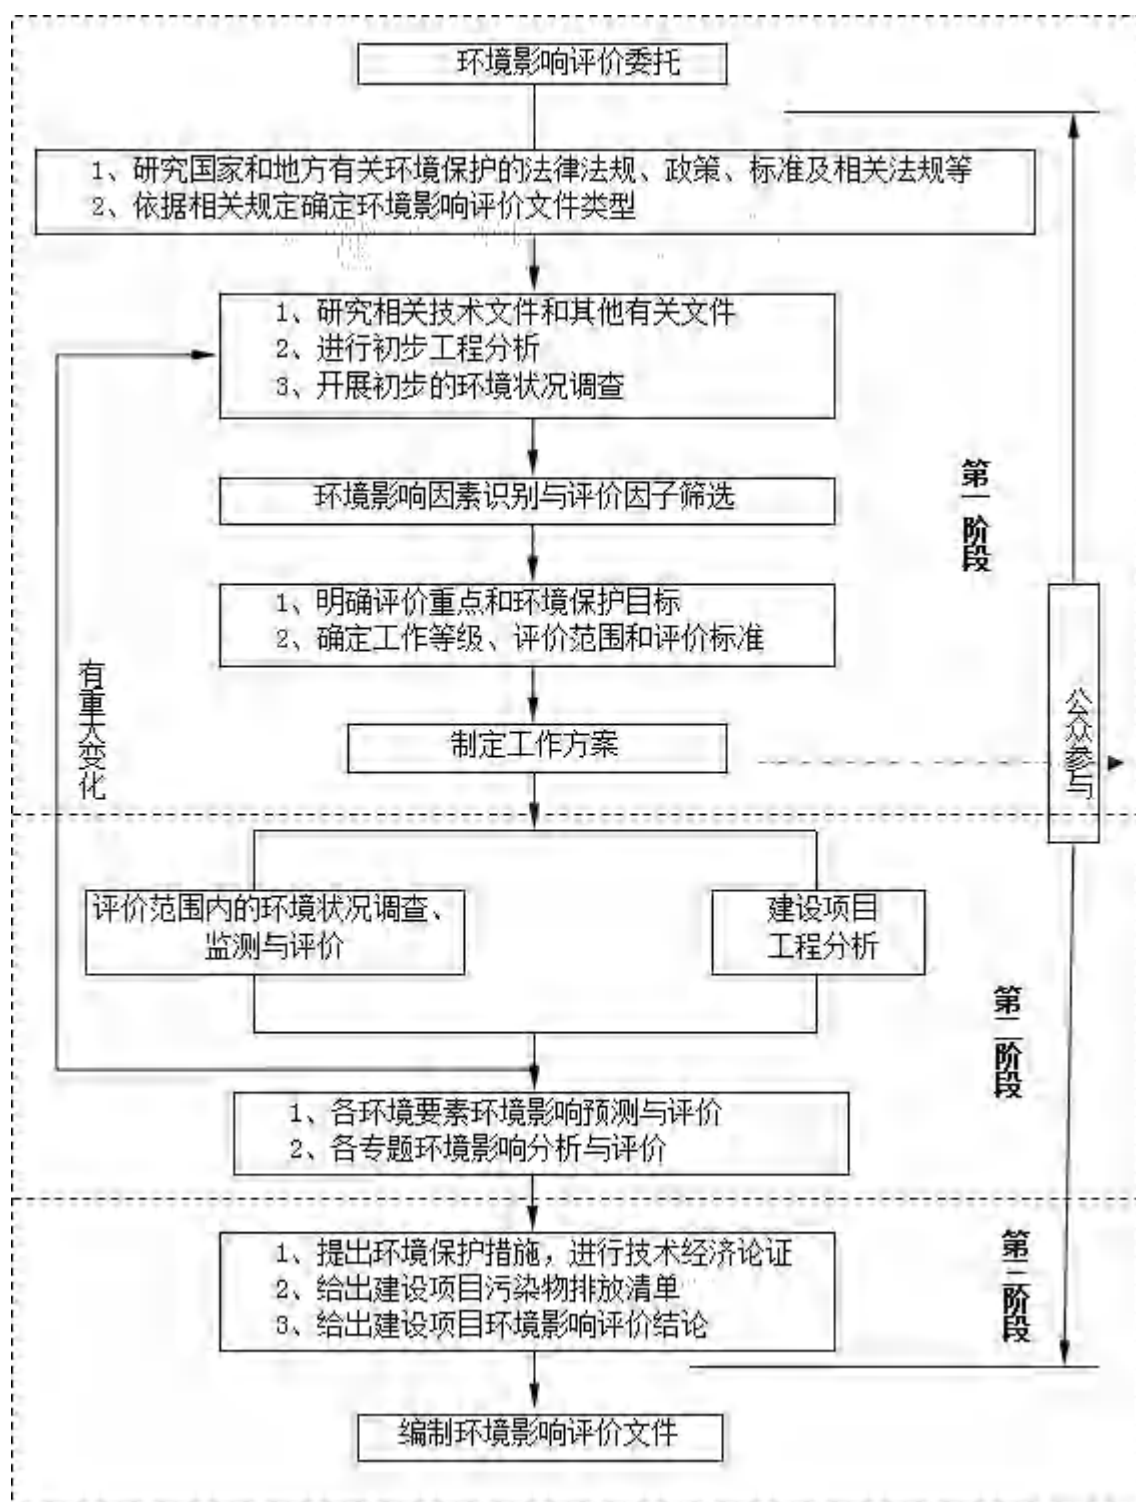 环境影响评价委托
1、研究国家和地方有关环境保护的法律法规、政策、标准及相关法规等
2、依据相关规定确定环境影响评价文件类型
1、研究相关技术文件和其他有关文件
2、进行初步工程分析
3、开展初步的环境状况调查
第一阶段
环境影响因素识别与评价因子筛选
1、明确评价重点和环境保护目标
2、确定工作等级、评价范围和评价标准
有重大变化
公众参与
制定工作方案
评价范围内的环境状况调查、
监测与评价
建设项目
工程分析
第二阶段
1、各环境要素环境影响预测与评价
2、各专题环境影响分析与评价
1、提出环境保护措施，进行技术经济论证
2、给出建设项目污染物排放清单
3、给出建设项目环境影响评价结论
第三阶段
编制环境影响评价文件